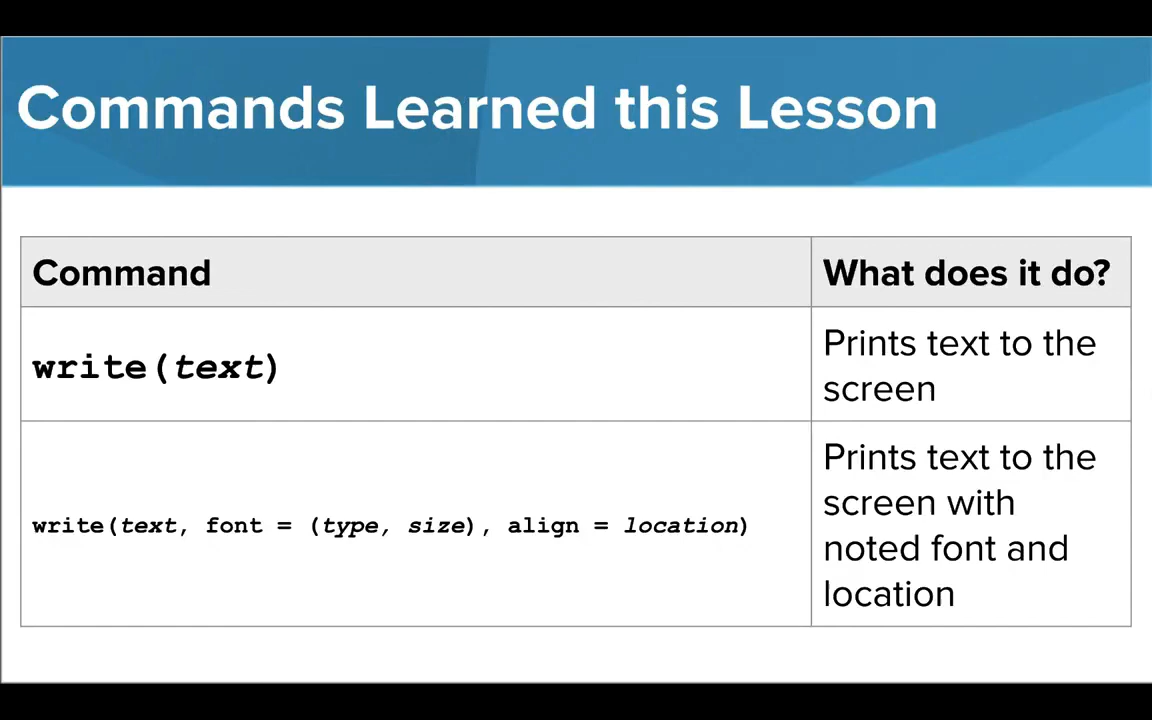 Commands Learned this Lesson
Command
What does it do?
write(text)
Prints text to the
screen
write(text, font = (type, size), align = location)
Prints text to the
screen with
noted font and
location